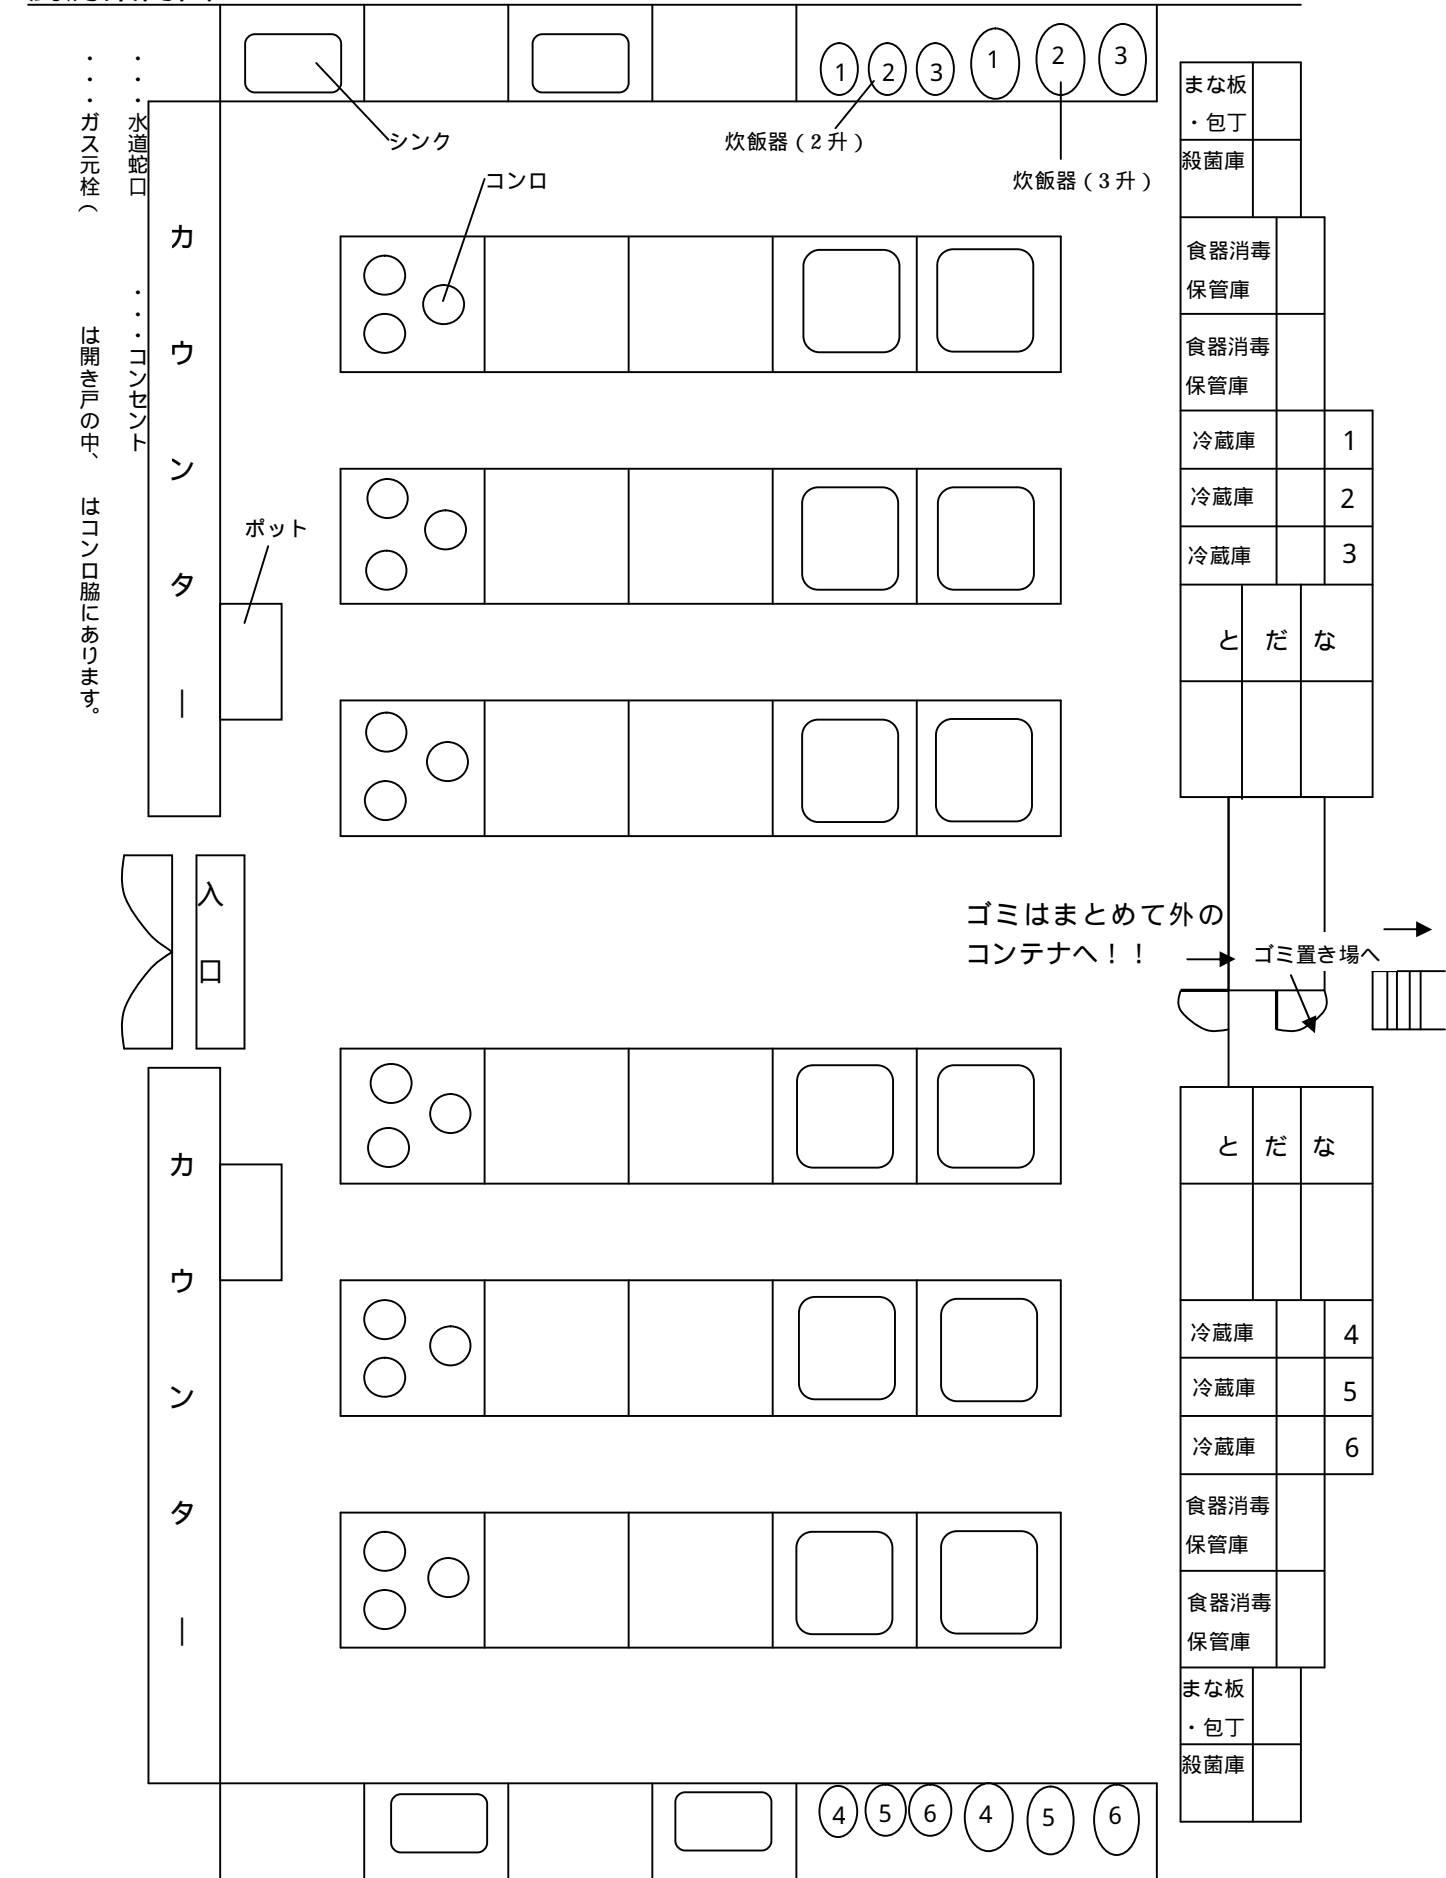 ・・・水道蛇口
・・・コンセント
・・・ガス元栓(
は開き戸の中、
はコンロ脇にあります。
シンク
1
2
3
1
2
3
炊飯器(2升)
炊飯器(3升)
コンロ
まな板
・包丁
殺菌庫
食器消毒
保管庫
食器消毒
保管庫
冷蔵庫 1
冷蔵庫 2
冷蔵庫 3
とだな
カウンター
ポット
入口
ゴミはまとめて外の
コンテナへ!!
ゴミ置き場へ
カウンター
とだな
冷蔵庫 4
冷蔵庫 5
冷蔵庫 6
食器消毒
保管庫
食器消毒
保管庫
まな板
・包丁
殺菌庫
4
5
6
4
5
6